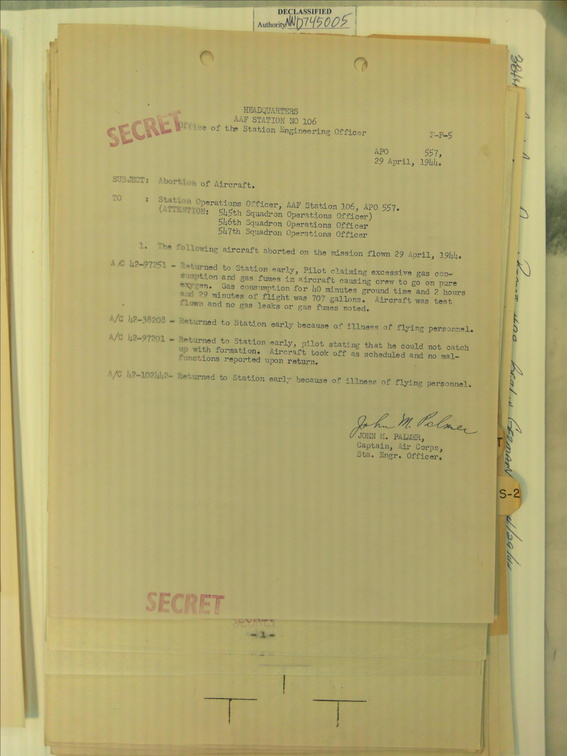 DECLASSIFIED
Authority NND745005
HEADQUARTERS
AAF STATION NO 106
SECRET
Office of the Station Engineering Officer
F-P-5
APO 557,
29 April, 1944.
SUBJECT: Abortion of Aircraft.
TO : Station Operations Officer, AAF Station 106, APO 557.
(ATTENTION: 545th Squadron Operations Officer)
546th Squadron Operations Officer
547th Squadron Operations Officer
1. The following aircraft aborted on the mission flown 29 April, 1944.
A/C 42-97251 - Returned to Station early, Pilot claiming excessive gas con-
sumption and gas fumes in aircraft causing crew to go on pure
oxygen. Gas consumption for 40 minutes ground time and 2 hours
and 29 minutes of flight was 707 gallons. Aircraft was test
flown and no gas leaks or gas fumes noted.
A/C 42-38208 - Returned to Station early because of illness of flying personnel.
A/C 42-97201 - Returned to Station early, pilot stating that he could not catch
up with formation. Aircraft took off as scheduled and no mal-
functions reported upon return.
A/C 42-102442- Returned to Station early because of illness of flying personnel.
John M. Palmer
JOHN M. PALMER,
Captain, Air Corps,
Sta. Engr. Officer.
S-2
SECRET
SECRET
-1-